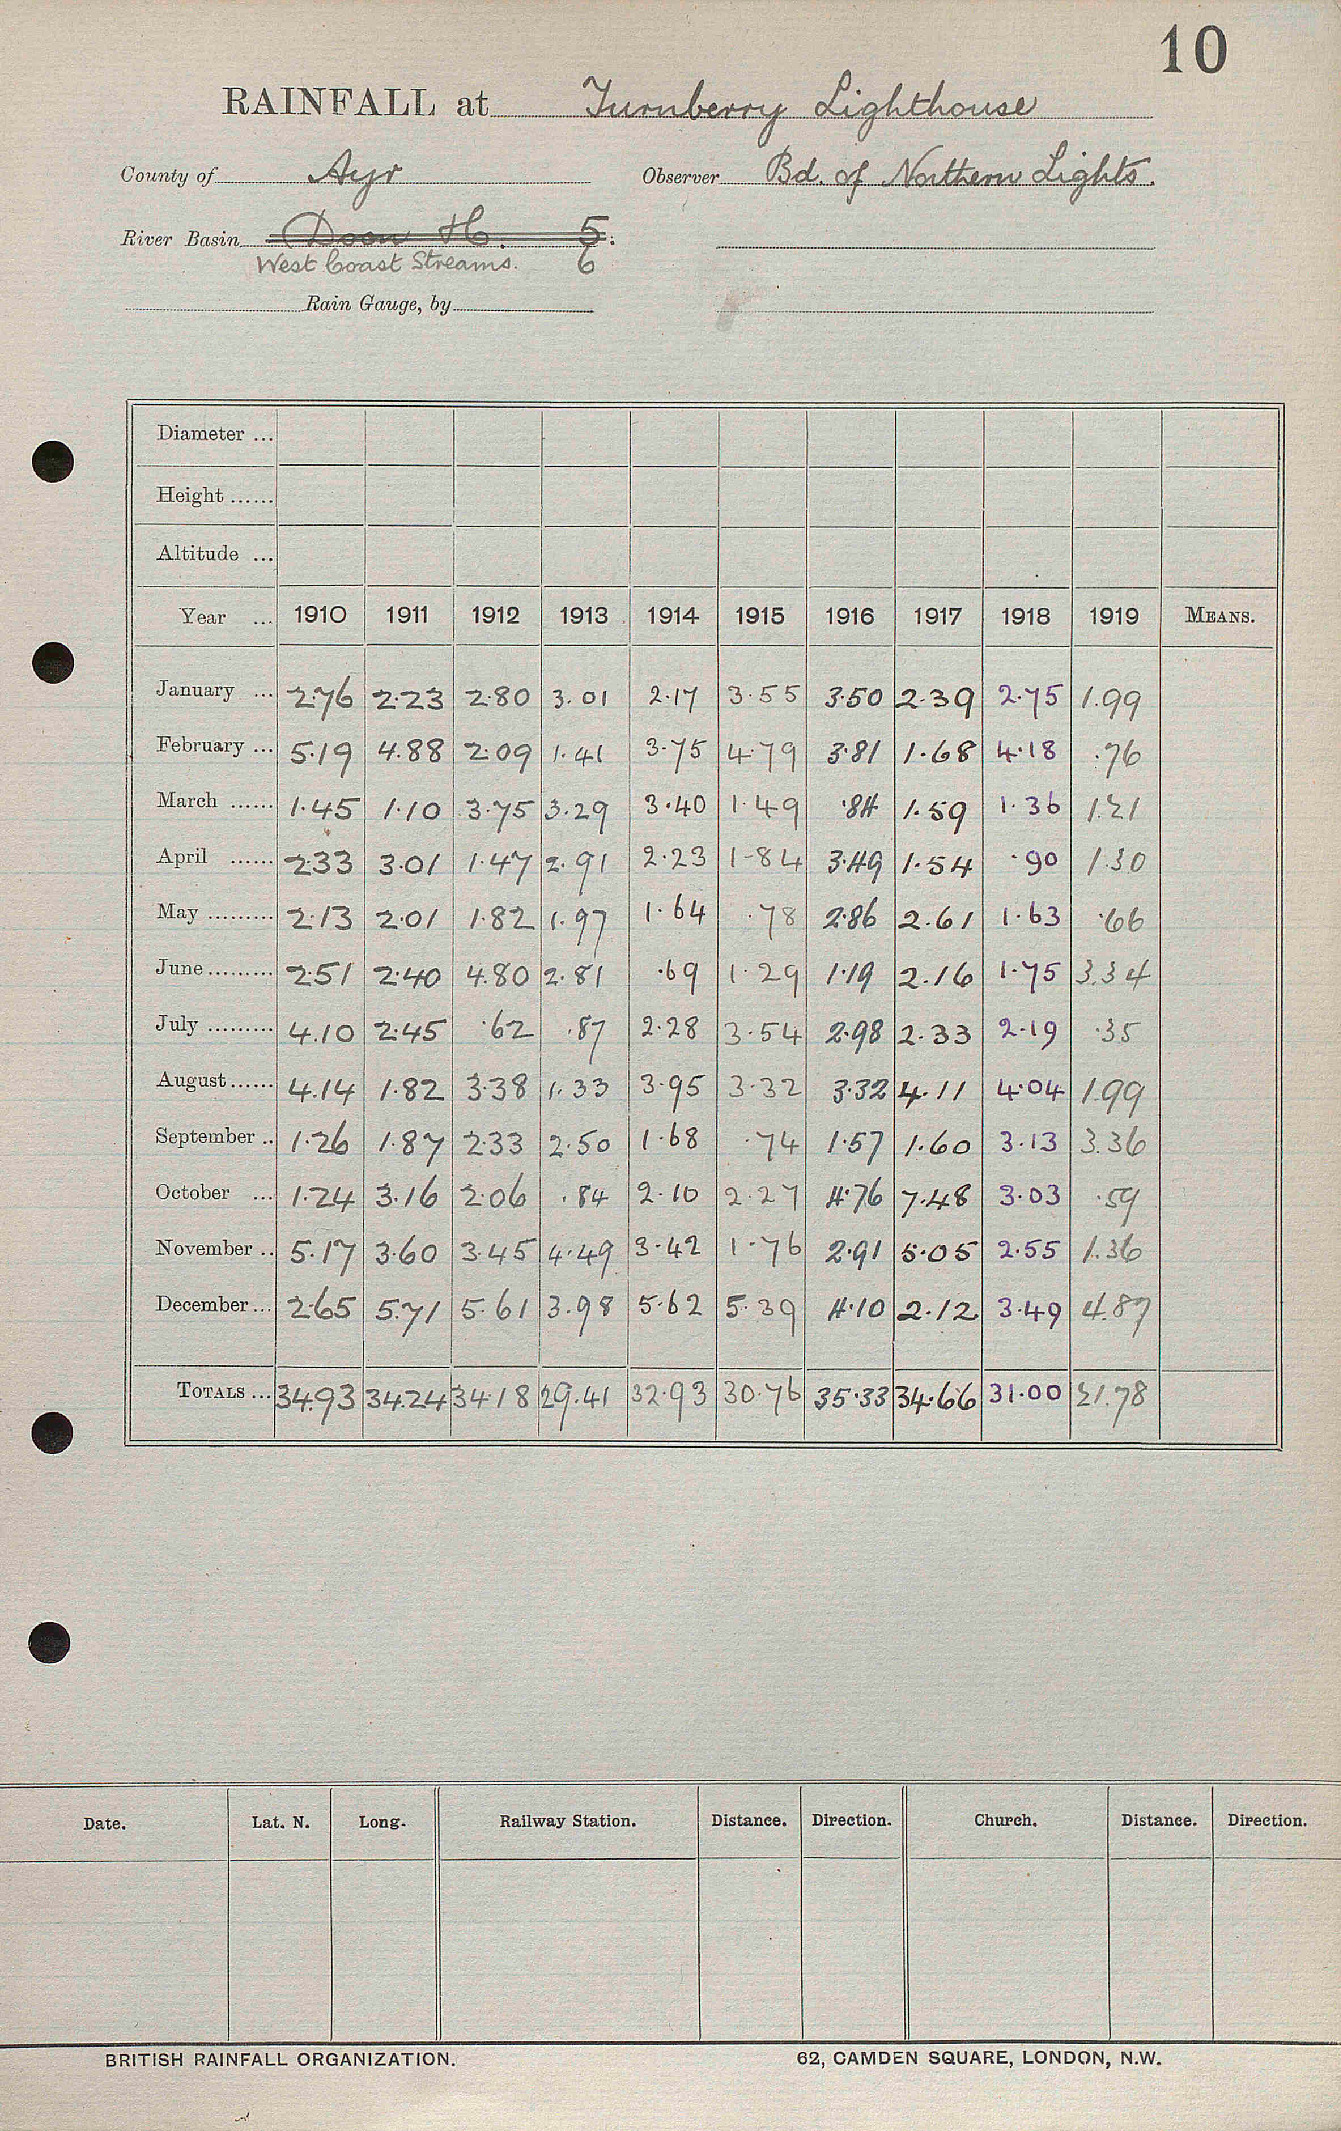 10
RAINFALL at Turnberry Lighthouse
County of Ayr Observer Bd. of Northern Lights.
River Basin Doon H. 5.
West Coast Streams. 6
Rain Gauge, by
Diameter ...
Height ......
Altitude ...
Year ... 1910 1911 1912 1913 1914 1915 1916 1917 1918 1919 MEANS.
January ... 2.76 2.23 2.80 3.01 2.17 3.55 3.50 2.39 2.75 1.99
February ... 5.19 4.88 2.09 1.41 3.75 4.79 3.81 1.68 4.18 .76
March ...... 1.45 1.10 3.75 3.29 3.40 1.49 .84 1.59 1.36 1.21
April ...... 2.33 3.01 1.47 2.91 2.23 1.84 3.49 1.54 .90 1.30
May ......... 2.13 2.01 1.82 1.97 1.64 .78 2.86 2.61 1.63 .66
June ......... 2.51 2.40 4.80 2.81 .69 1.29 1.19 2.16 1.75 3.34
July ......... 4.10 2.45 .62 .87 2.28 3.54 2.98 2.33 2.19 .35
August ...... 4.14 1.82 3.38 1.33 3.95 3.32 3.32 4.11 4.04 1.99
September .. 1.26 1.87 2.33 2.50 1.68 .74 1.57 1.60 3.13 3.36
October ... 1.24 3.16 2.06 .84 2.10 2.27 4.76 7.48 3.03 .59
November .. 5.17 3.60 3.45 4.49 3.42 1.76 2.91 5.05 2.55 1.36
December ... 2.65 5.71 5.61 3.98 5.62 5.39 4.10 2.12 3.49 4.87
TOTALS ... 34.93 34.24 34.18 29.41 32.93 30.76 35.33 34.66 31.00 21.78
Date. Lat. N. Long. Railway Station. Distance. Direction. Church. Distance. Direction.
BRITISH RAINFALL ORGANIZATION. 62, CAMDEN SQUARE, LONDON, N.W.